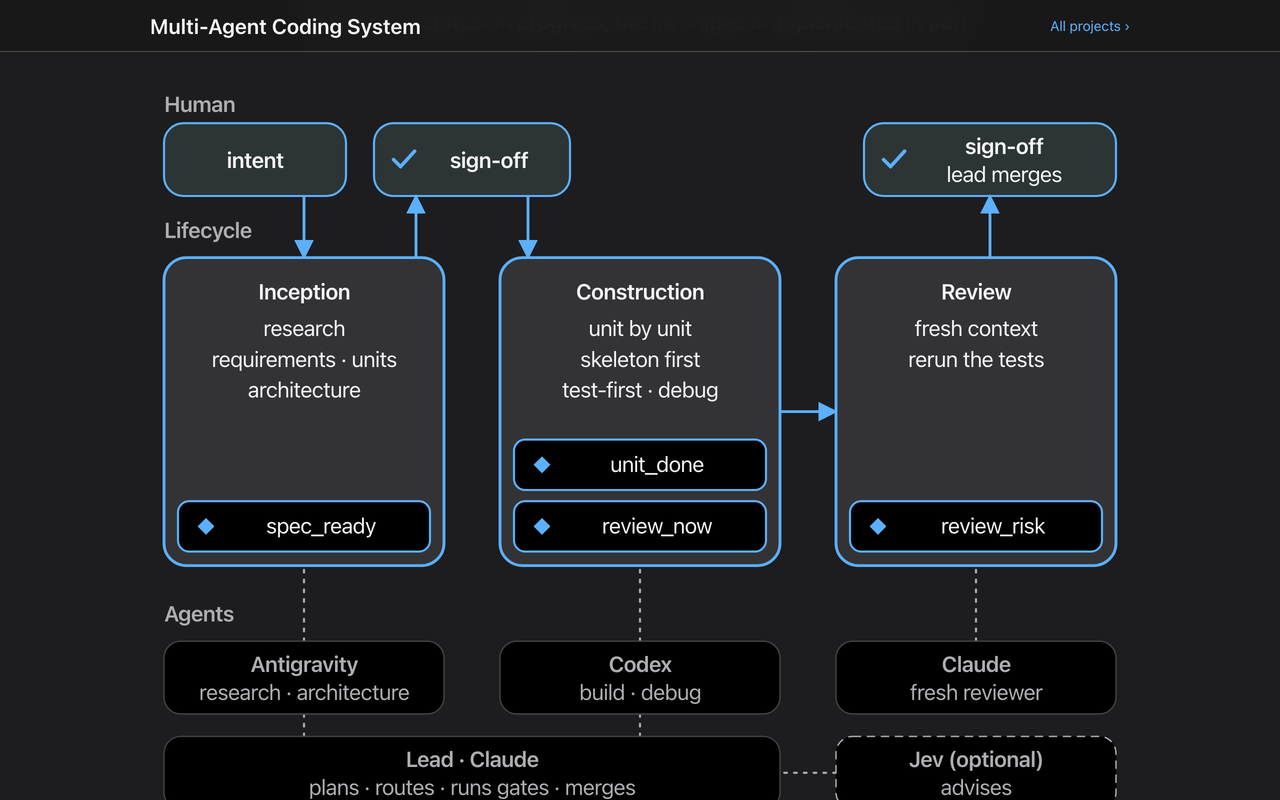 Multi-Agent Coding System
All projects ›
Human
intent
sign-off
sign-off
lead merges
Lifecycle
Inception
research
requirements · units
architecture
spec_ready
Construction
unit by unit
skeleton first
test-first · debug
unit_done
review_now
Review
fresh context
rerun the tests
review_risk
Agents
Antigravity
research · architecture
Codex
build · debug
Claude
fresh reviewer
Lead · Claude
plans · routes · runs gates · merges
Jev (optional)
advises